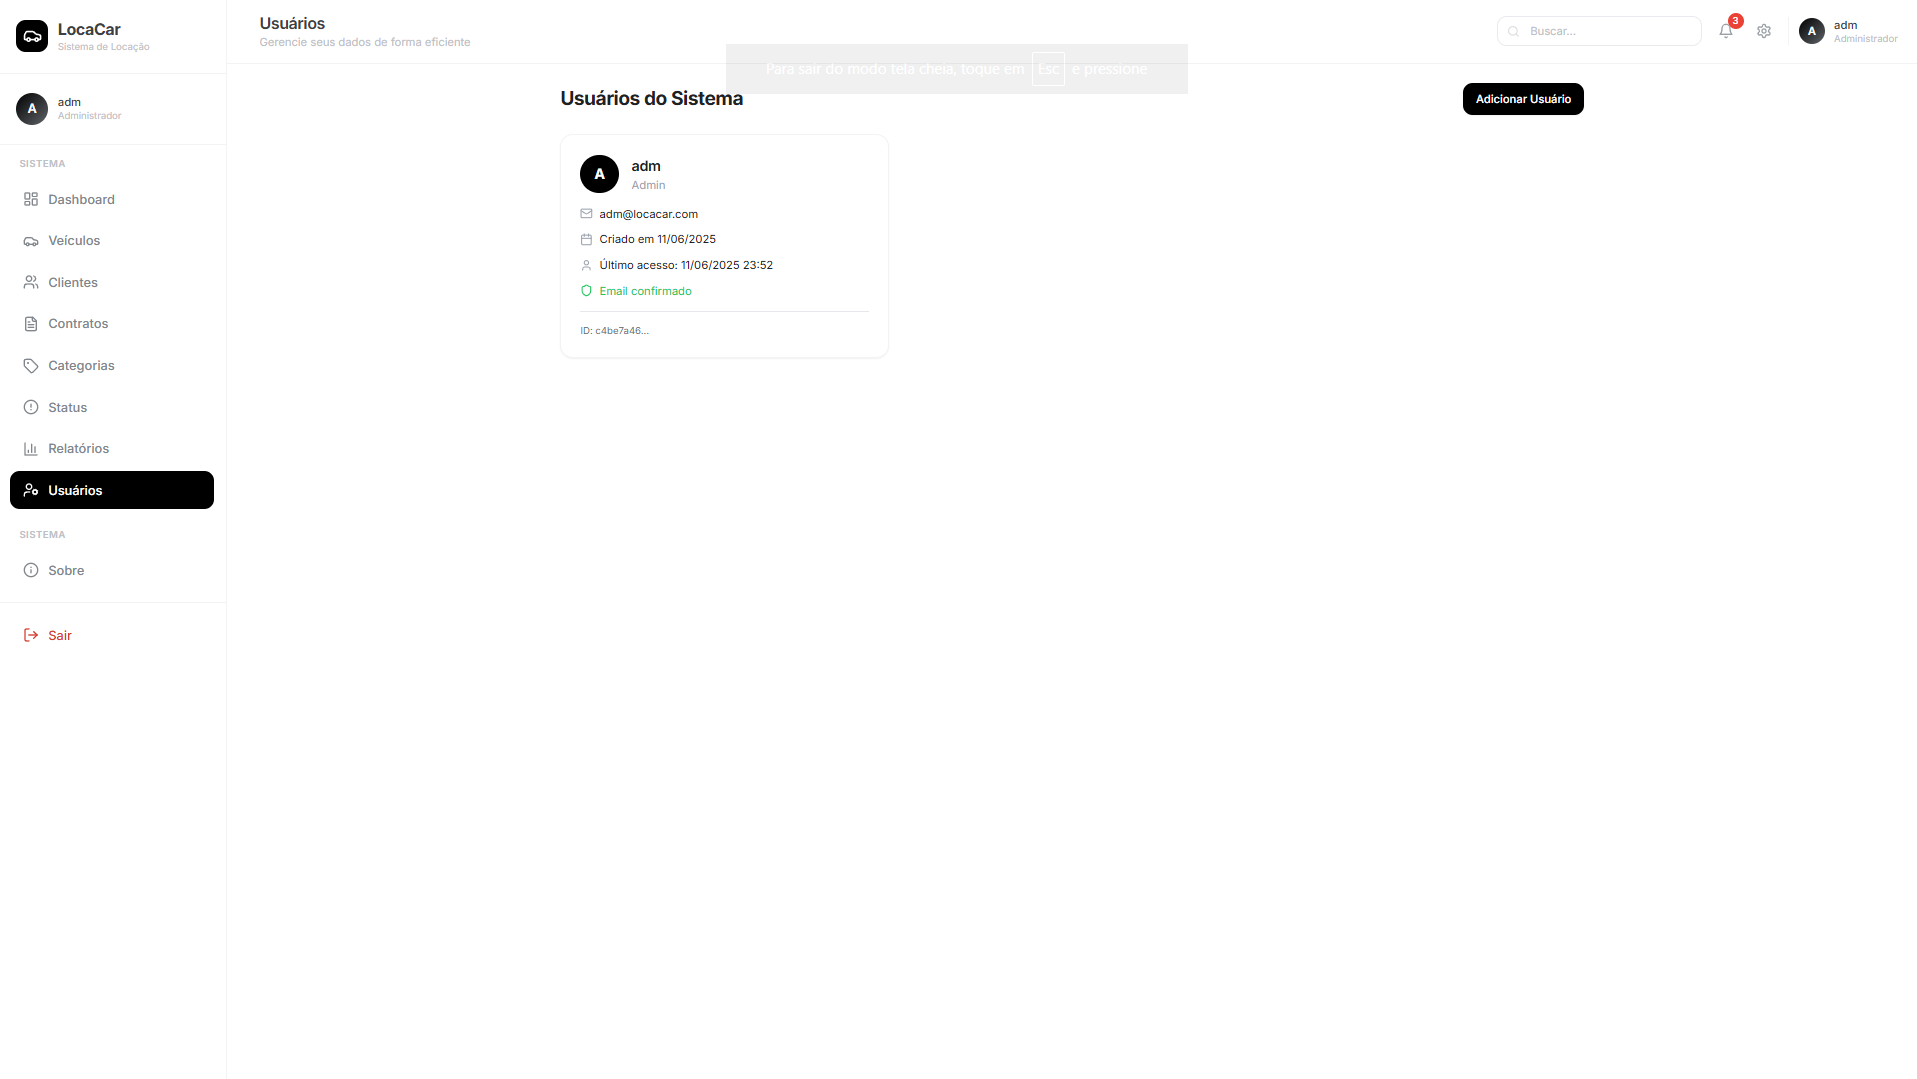 LocaCar
Sistema de Locação
A
adm
Administrador
SISTEMA
Dashboard
Veículos
Clientes
Contratos
Categorias
Status
Relatórios
Usuários
SISTEMA
Sobre
Sair
Usuários
Gerencie seus dados de forma eficiente
Buscar...
3
A
adm
Administrador
Para sair do modo tela cheia, toque em Esc e pressione
Usuários do Sistema
Adicionar Usuário
A
adm
Admin
adm@locacar.com
Criado em 11/06/2025
Último acesso: 11/06/2025 23:52
Email confirmado
ID: c4be7a46...